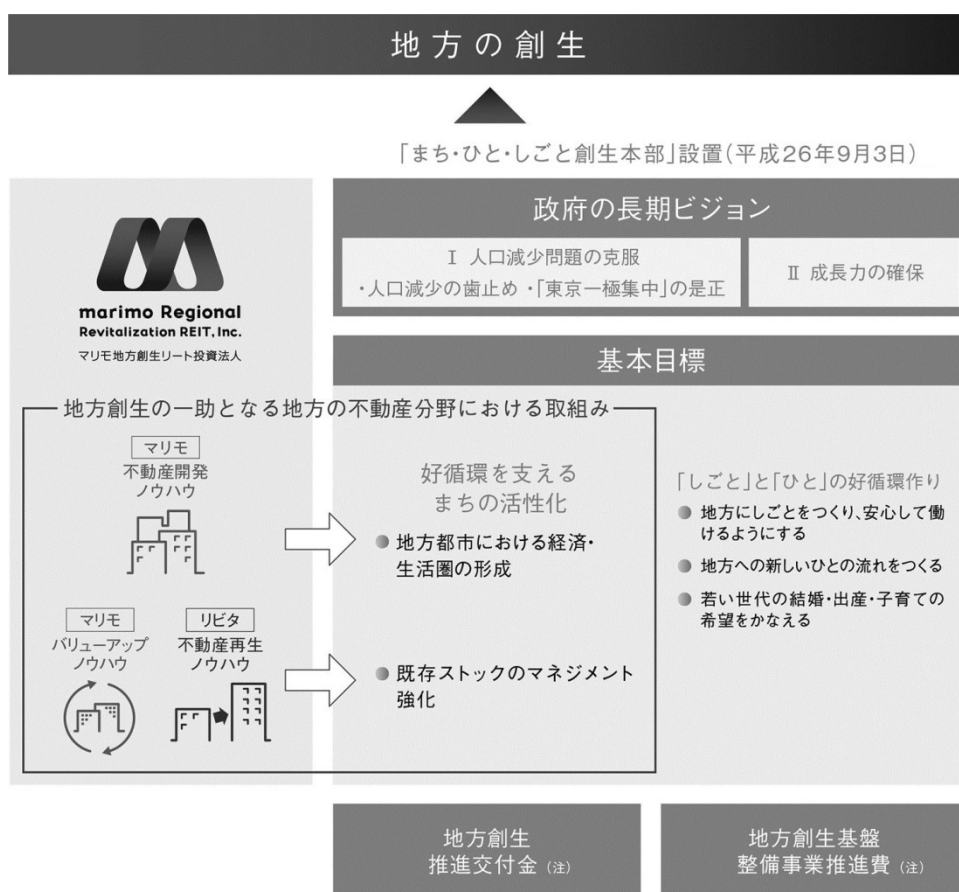 地方の創生
「まち・ひと・しごと創生本部」設置(平成26年9月3日)
marimo Regional
Revitalization REIT, Inc.
マリモ地方創生リート投資法人
政府の長期ビジョン
Ⅰ 人口減少問題の克服
・人口減少の歯止め ・「東京一極集中」の是正
Ⅱ 成長力の確保
基本目標
地方創生の一助となる地方の不動産分野における取組み
マリモ
不動産開発
ノウハウ
マリモ
バリューアップ
ノウハウ
リビタ
不動産再生
ノウハウ
好循環を支える
まちの活性化
地方都市における経済・
生活圏の形成
既存ストックのマネジメント
強化
「しごと」と「ひと」の好循環作り
地方にしごとをつくり、安心して働
けるようにする
地方への新しいひとの流れをつくる
若い世代の結婚・出産・子育ての
希望をかなえる
地方創生
推進交付金(注)
地方創生基盤
整備事業推進費(注)